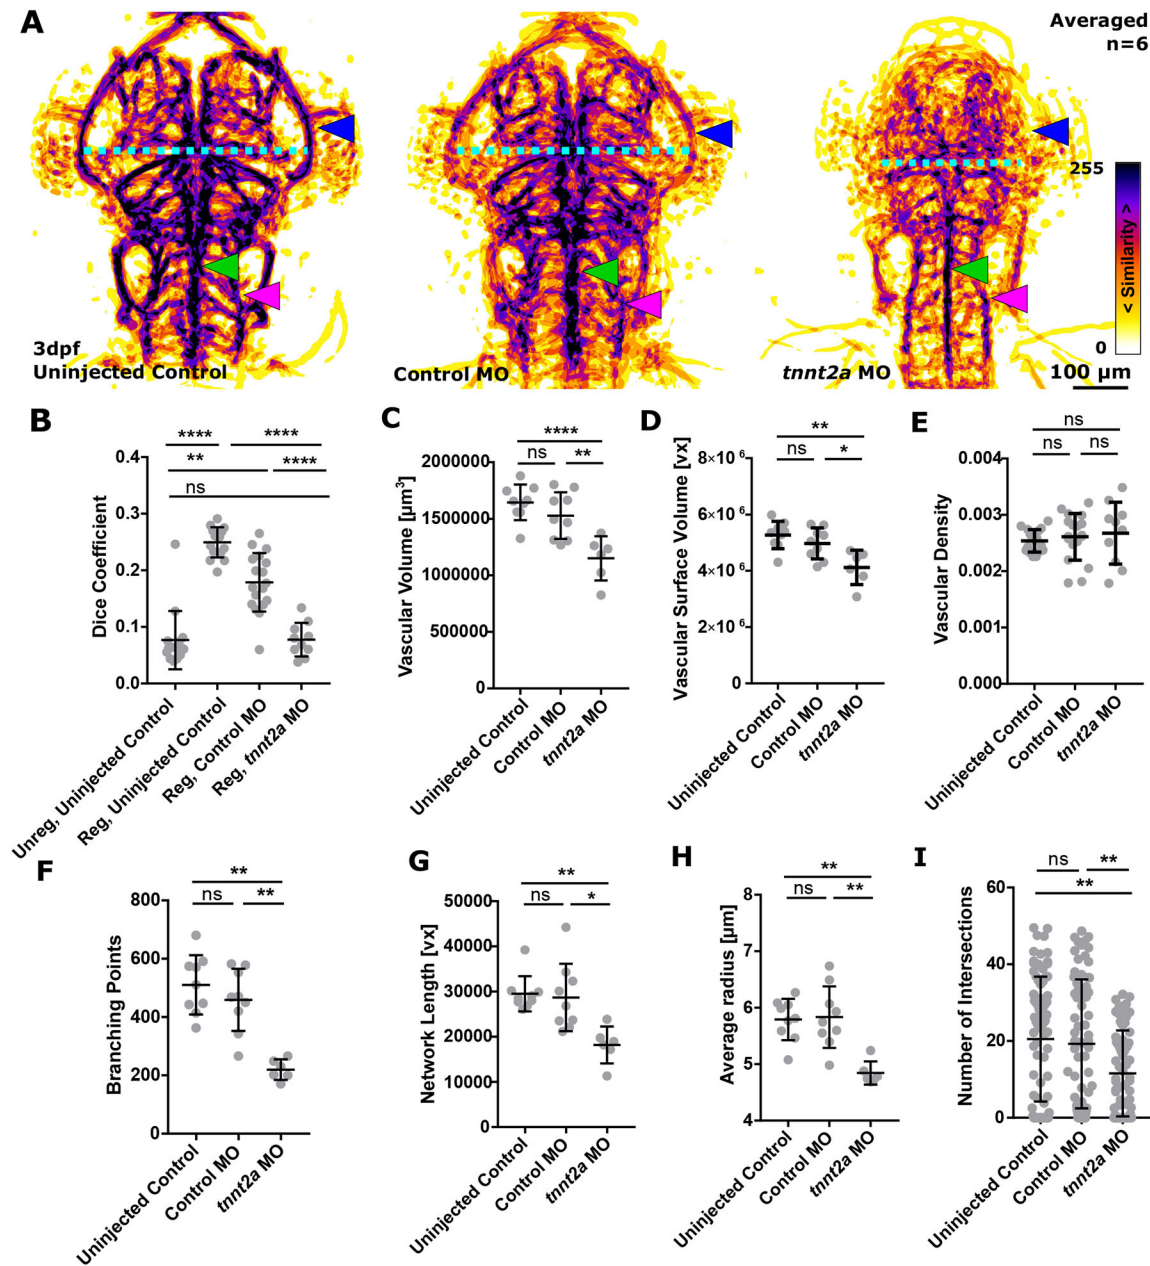 A
Averaged
n=6
255
< Similarity >
0
100 µm
3dpf
Uninjected Control
Control MO
tnnt2a MO
B
**** ****
** ****
ns
Dice Coefficient
0.4
0.3
0.2
0.1
0.0
Unreg, Uninjected Control
Reg, Uninjected Control
Reg, Control MO
Reg, tnnt2a MO
C
****
ns **
Vascular Volume [µm³]
2000000
1500000
1000000
500000
0
Uninjected Control
Control MO
tnnt2a MO
D
**
ns *
Vascular Surface Volume [vx]
8×10⁶
6×10⁶
4×10⁶
2×10⁶
0
Uninjected Control
Control MO
tnnt2a MO
E
ns
ns ns
Vascular Density
0.004
0.003
0.002
0.001
0.000
Uninjected Control
Control MO
tnnt2a MO
F
**
ns **
Branching Points
800
600
400
200
0
Uninjected Control
Control MO
tnnt2a MO
G
**
ns *
Network Length [vx]
50000
40000
30000
20000
10000
0
Uninjected Control
Control MO
tnnt2a MO
H
**
ns **
Average radius [µm]
8
7
6
5
4
Uninjected Control
Control MO
tnnt2a MO
I
ns **
**
Number of Intersections
60
40
20
0
Uninjected Control
Control MO
tnnt2a MO